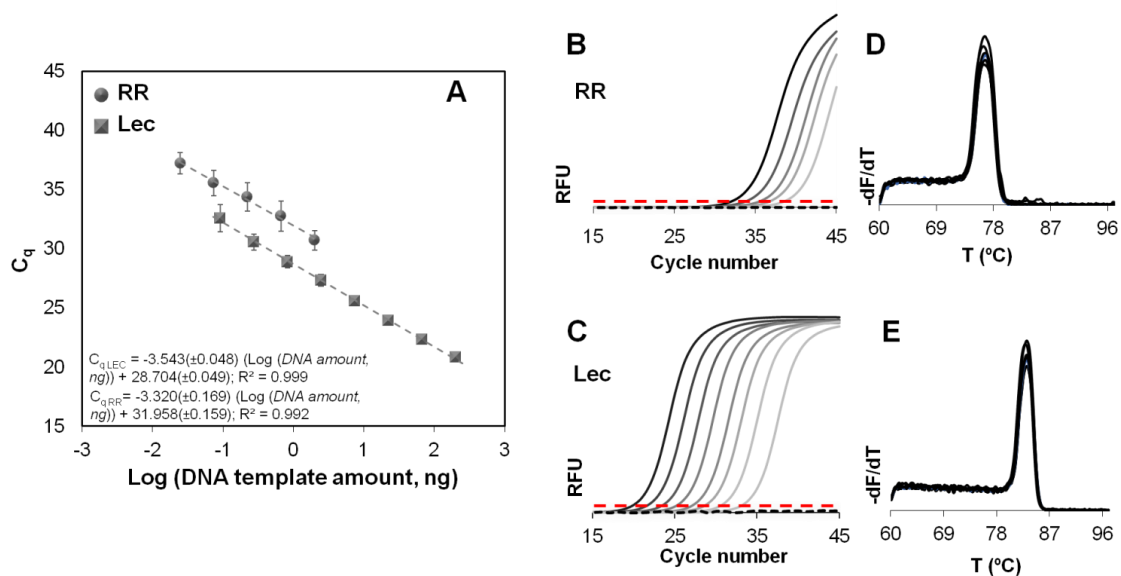 A
RR
Lec
45
40
35
30
25
20
15
Cq
CqLEC = -3.543(±0.048) (Log (DNA amount,
ng)) + 28.704(±0.049); R² = 0.999
CqRR= -3.320(±0.169) (Log (DNA amount,
ng)) + 31.958(±0.159); R² = 0.992
-3 -2 -1 0 1 2 3
Log (DNA template amount, ng)
B
RR
RFU
15 25 35 45
Cycle number
D
-dF/dT
60 69 78 87 96
T (ºC)
C
Lec
RFU
15 25 35 45
Cycle number
E
-dF/dT
60 69 78 87 96
T (ºC)